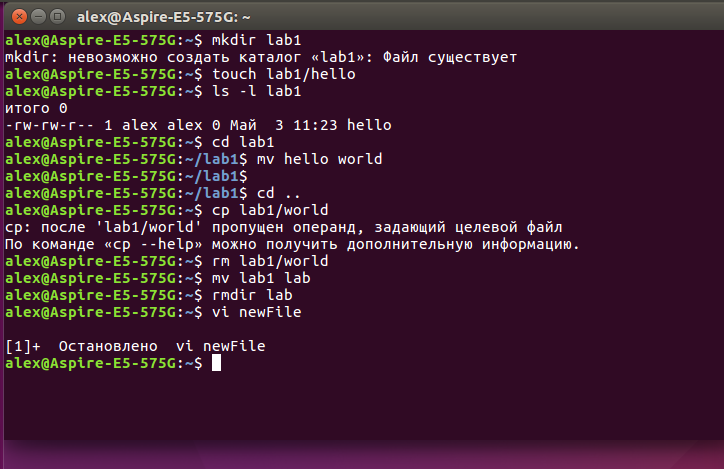 alex@Aspire-E5-575G: ~
alex@Aspire-E5-575G:~$ mkdir lab1
mkdir: невозможно создать каталог «lab1»: Файл существует
alex@Aspire-E5-575G:~$ touch lab1/hello
alex@Aspire-E5-575G:~$ ls -l lab1
итого 0
-rw-rw-r-- 1 alex alex 0 Май  3 11:23 hello
alex@Aspire-E5-575G:~$ cd lab1
alex@Aspire-E5-575G:~/lab1$ mv hello world
alex@Aspire-E5-575G:~/lab1$
alex@Aspire-E5-575G:~/lab1$ cd ..
alex@Aspire-E5-575G:~$ cp lab1/world
cp: после 'lab1/world' пропущен операнд, задающий целевой файл
По команде «cp --help» можно получить дополнительную информацию.
alex@Aspire-E5-575G:~$ rm lab1/world
alex@Aspire-E5-575G:~$ mv lab1 lab
alex@Aspire-E5-575G:~$ rmdir lab
alex@Aspire-E5-575G:~$ vi newFile
[1]+  Остановлено  vi newFile
alex@Aspire-E5-575G:~$